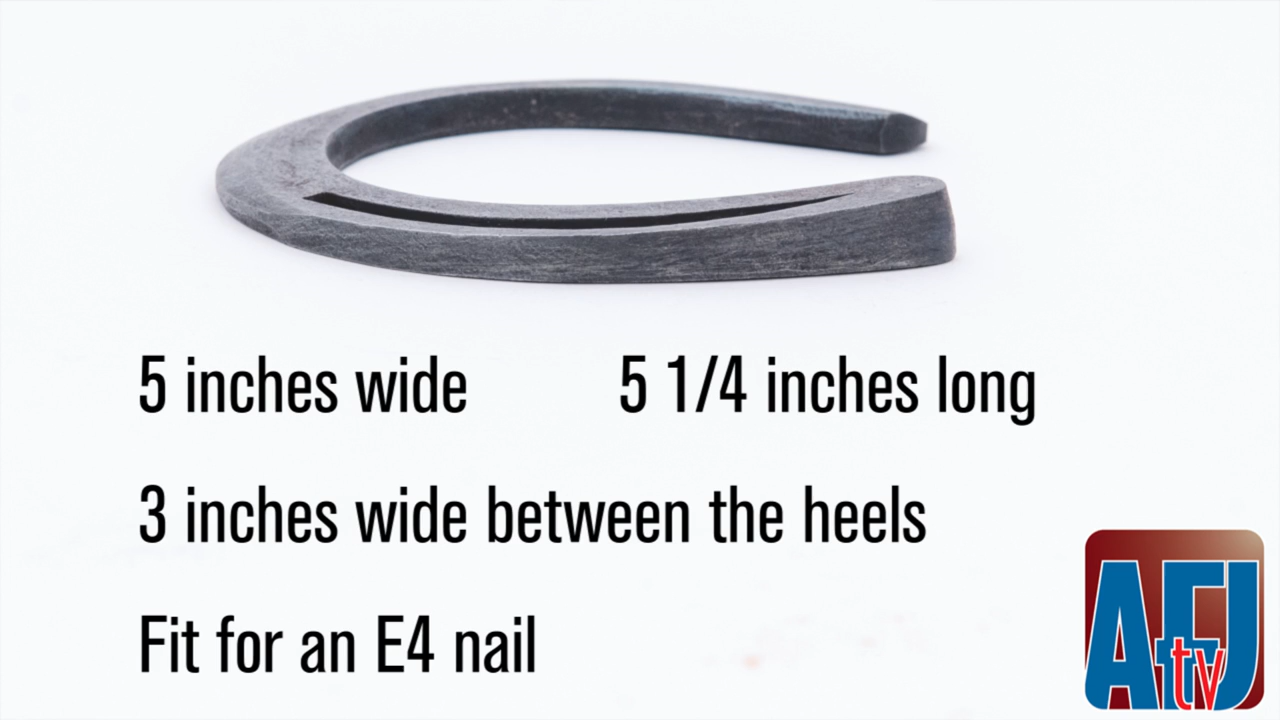 5 inches wide 5 1/4 inches long
3 inches wide between the heels
Fit for an E4 nail
AFJ
tv